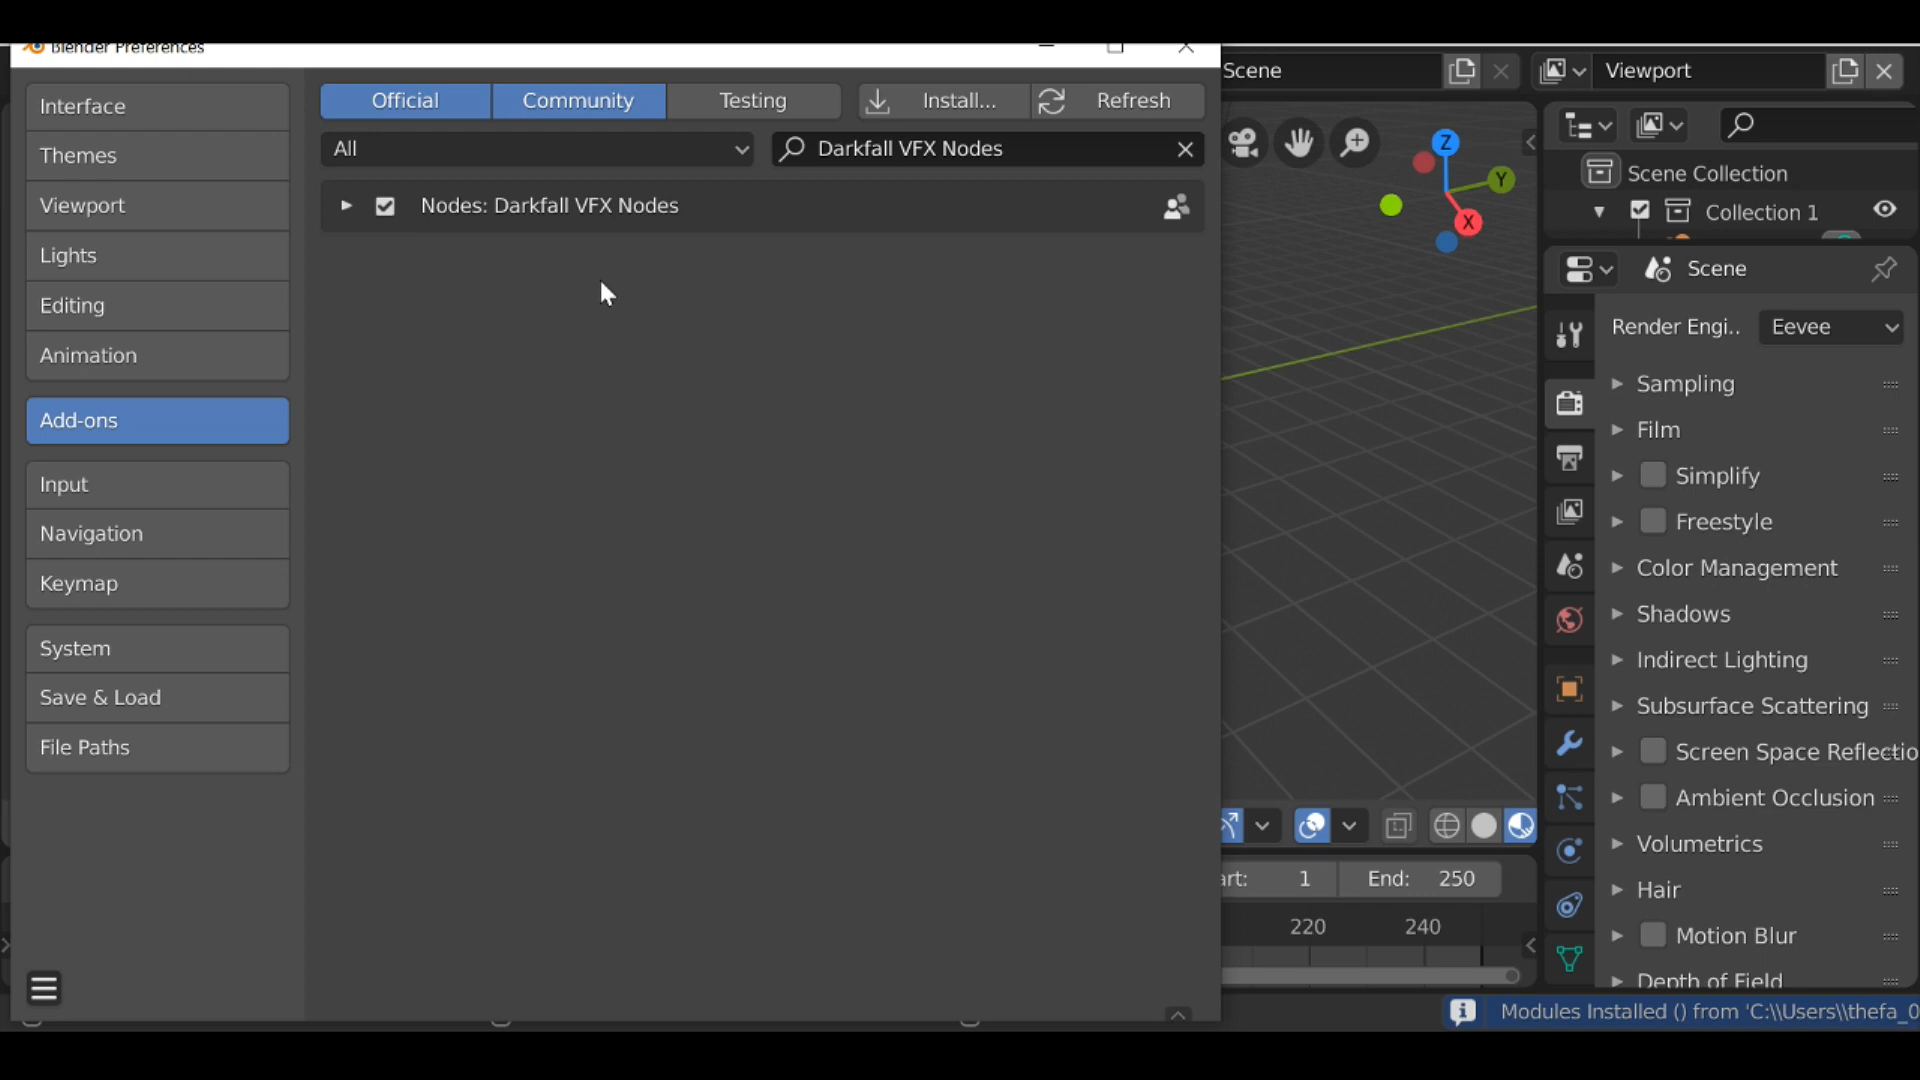 Blender Preferences
Interface
Themes
Viewport
Lights
Editing
Animation
Add-ons
Input
Navigation
Keymap
System
Save & Load
File Paths
Official
Community
Testing
Install...
Refresh
All
Darkfall VFX Nodes
Nodes: Darkfall VFX Nodes
Scene
Viewport
Z
Y
X
Scene Collection
Collection 1
Scene
Render Engi..
Eevee
Sampling
Film
Simplify
Freestyle
Color Management
Shadows
Indirect Lighting
Subsurface Scattering
Screen Space Reflectio
Ambient Occlusion
Volumetrics
Hair
Motion Blur
Depth of Field
art: 1
End: 250
220
240
Modules Installed () from 'C:\\Users\\thefa_0